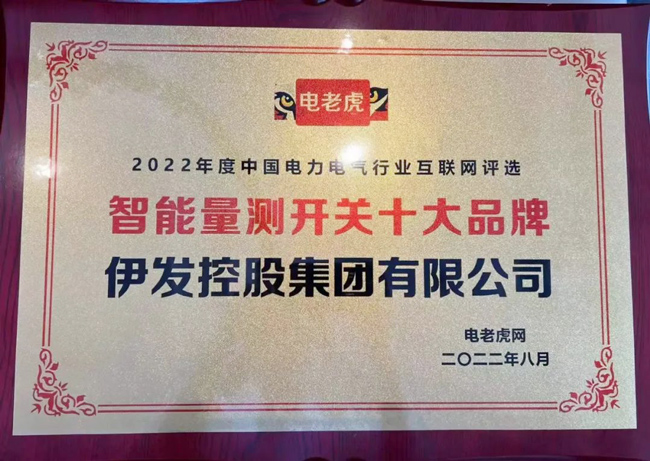 电老虎
2022年度中国电力电气行业互联网评选
智能量测开关十大品牌
伊发控股集团有限公司
电老虎网
二〇二二年八月